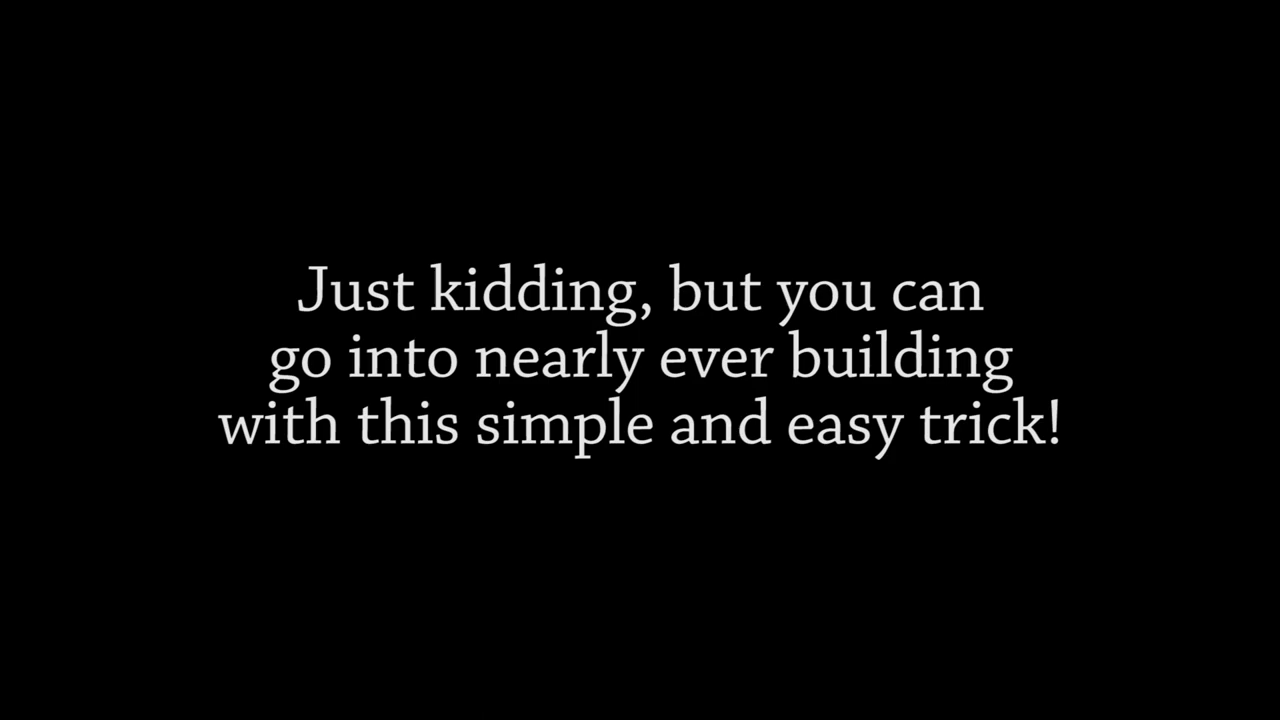 Just kidding, but you can
go into nearly ever building
with this simple and easy trick!